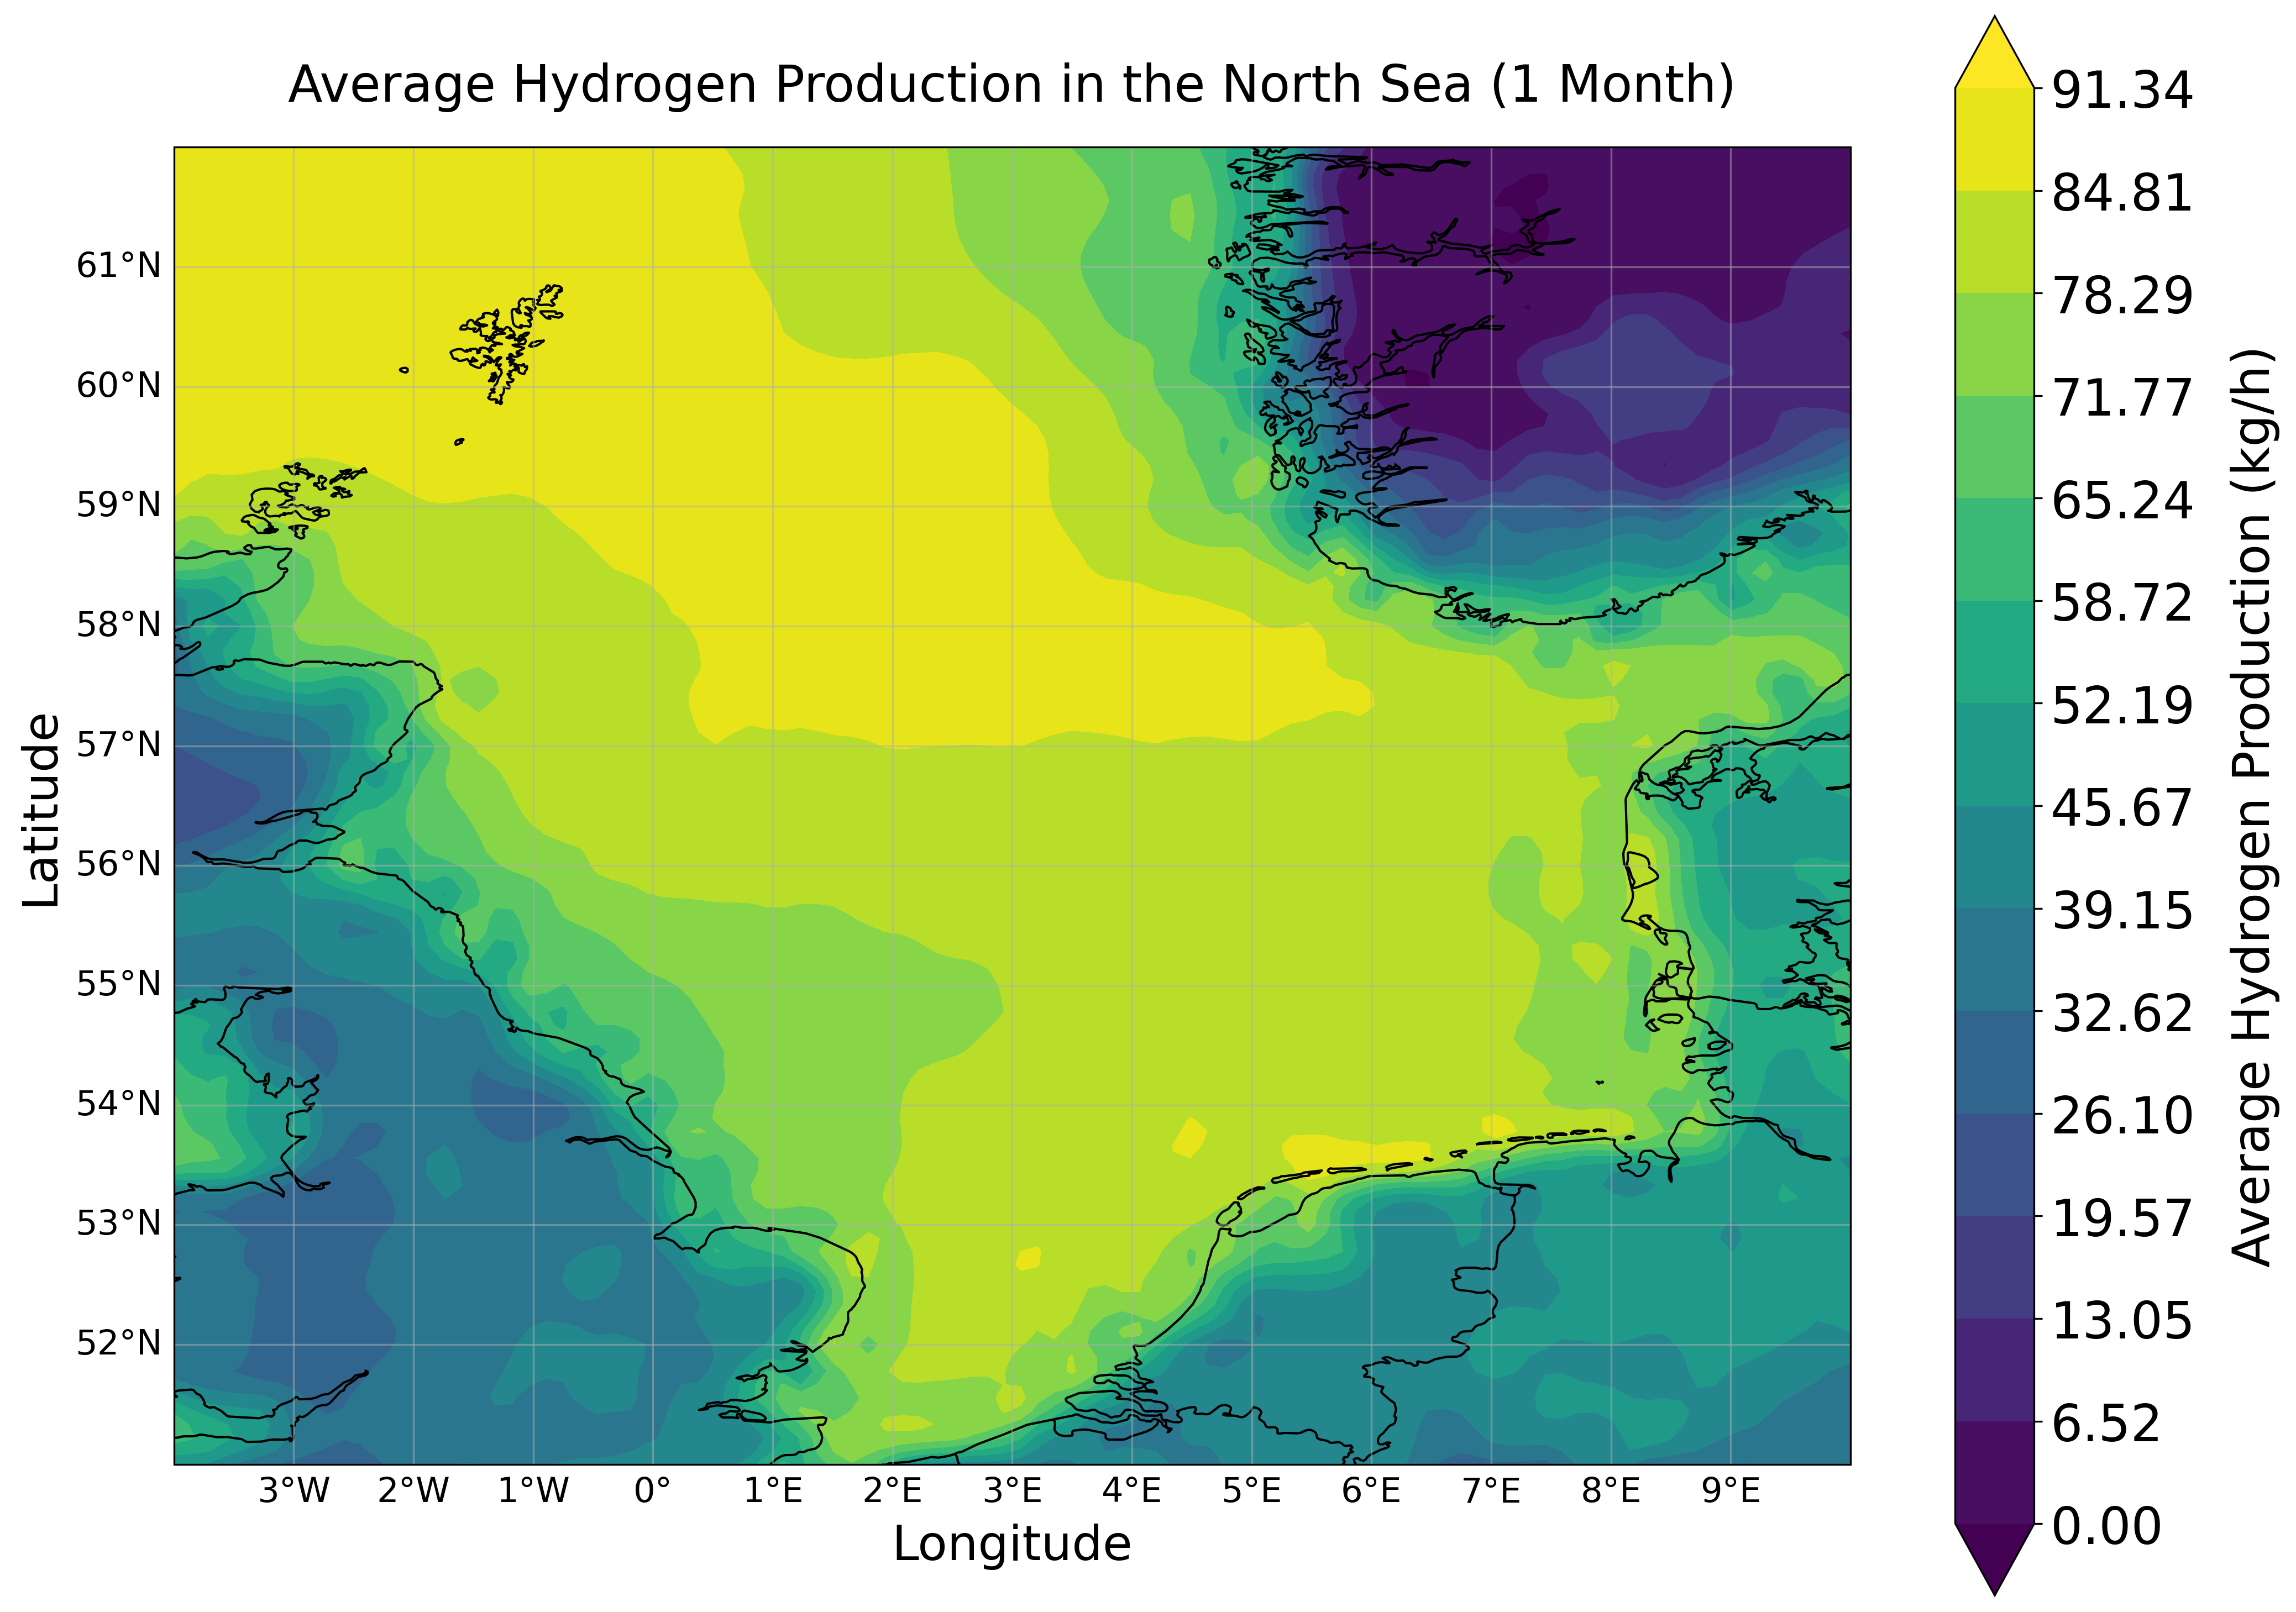 Average Hydrogen Production in the North Sea (1 Month)
61°N
60°N
59°N
58°N
57°N
56°N
55°N
54°N
53°N
52°N
Latitude
3°W 2°W 1°W 0° 1°E 2°E 3°E 4°E 5°E 6°E 7°E 8°E 9°E
Longitude
91.34
84.81
78.29
71.77
65.24
58.72
52.19
45.67
39.15
32.62
26.10
19.57
13.05
6.52
0.00
Average Hydrogen Production (kg/h)